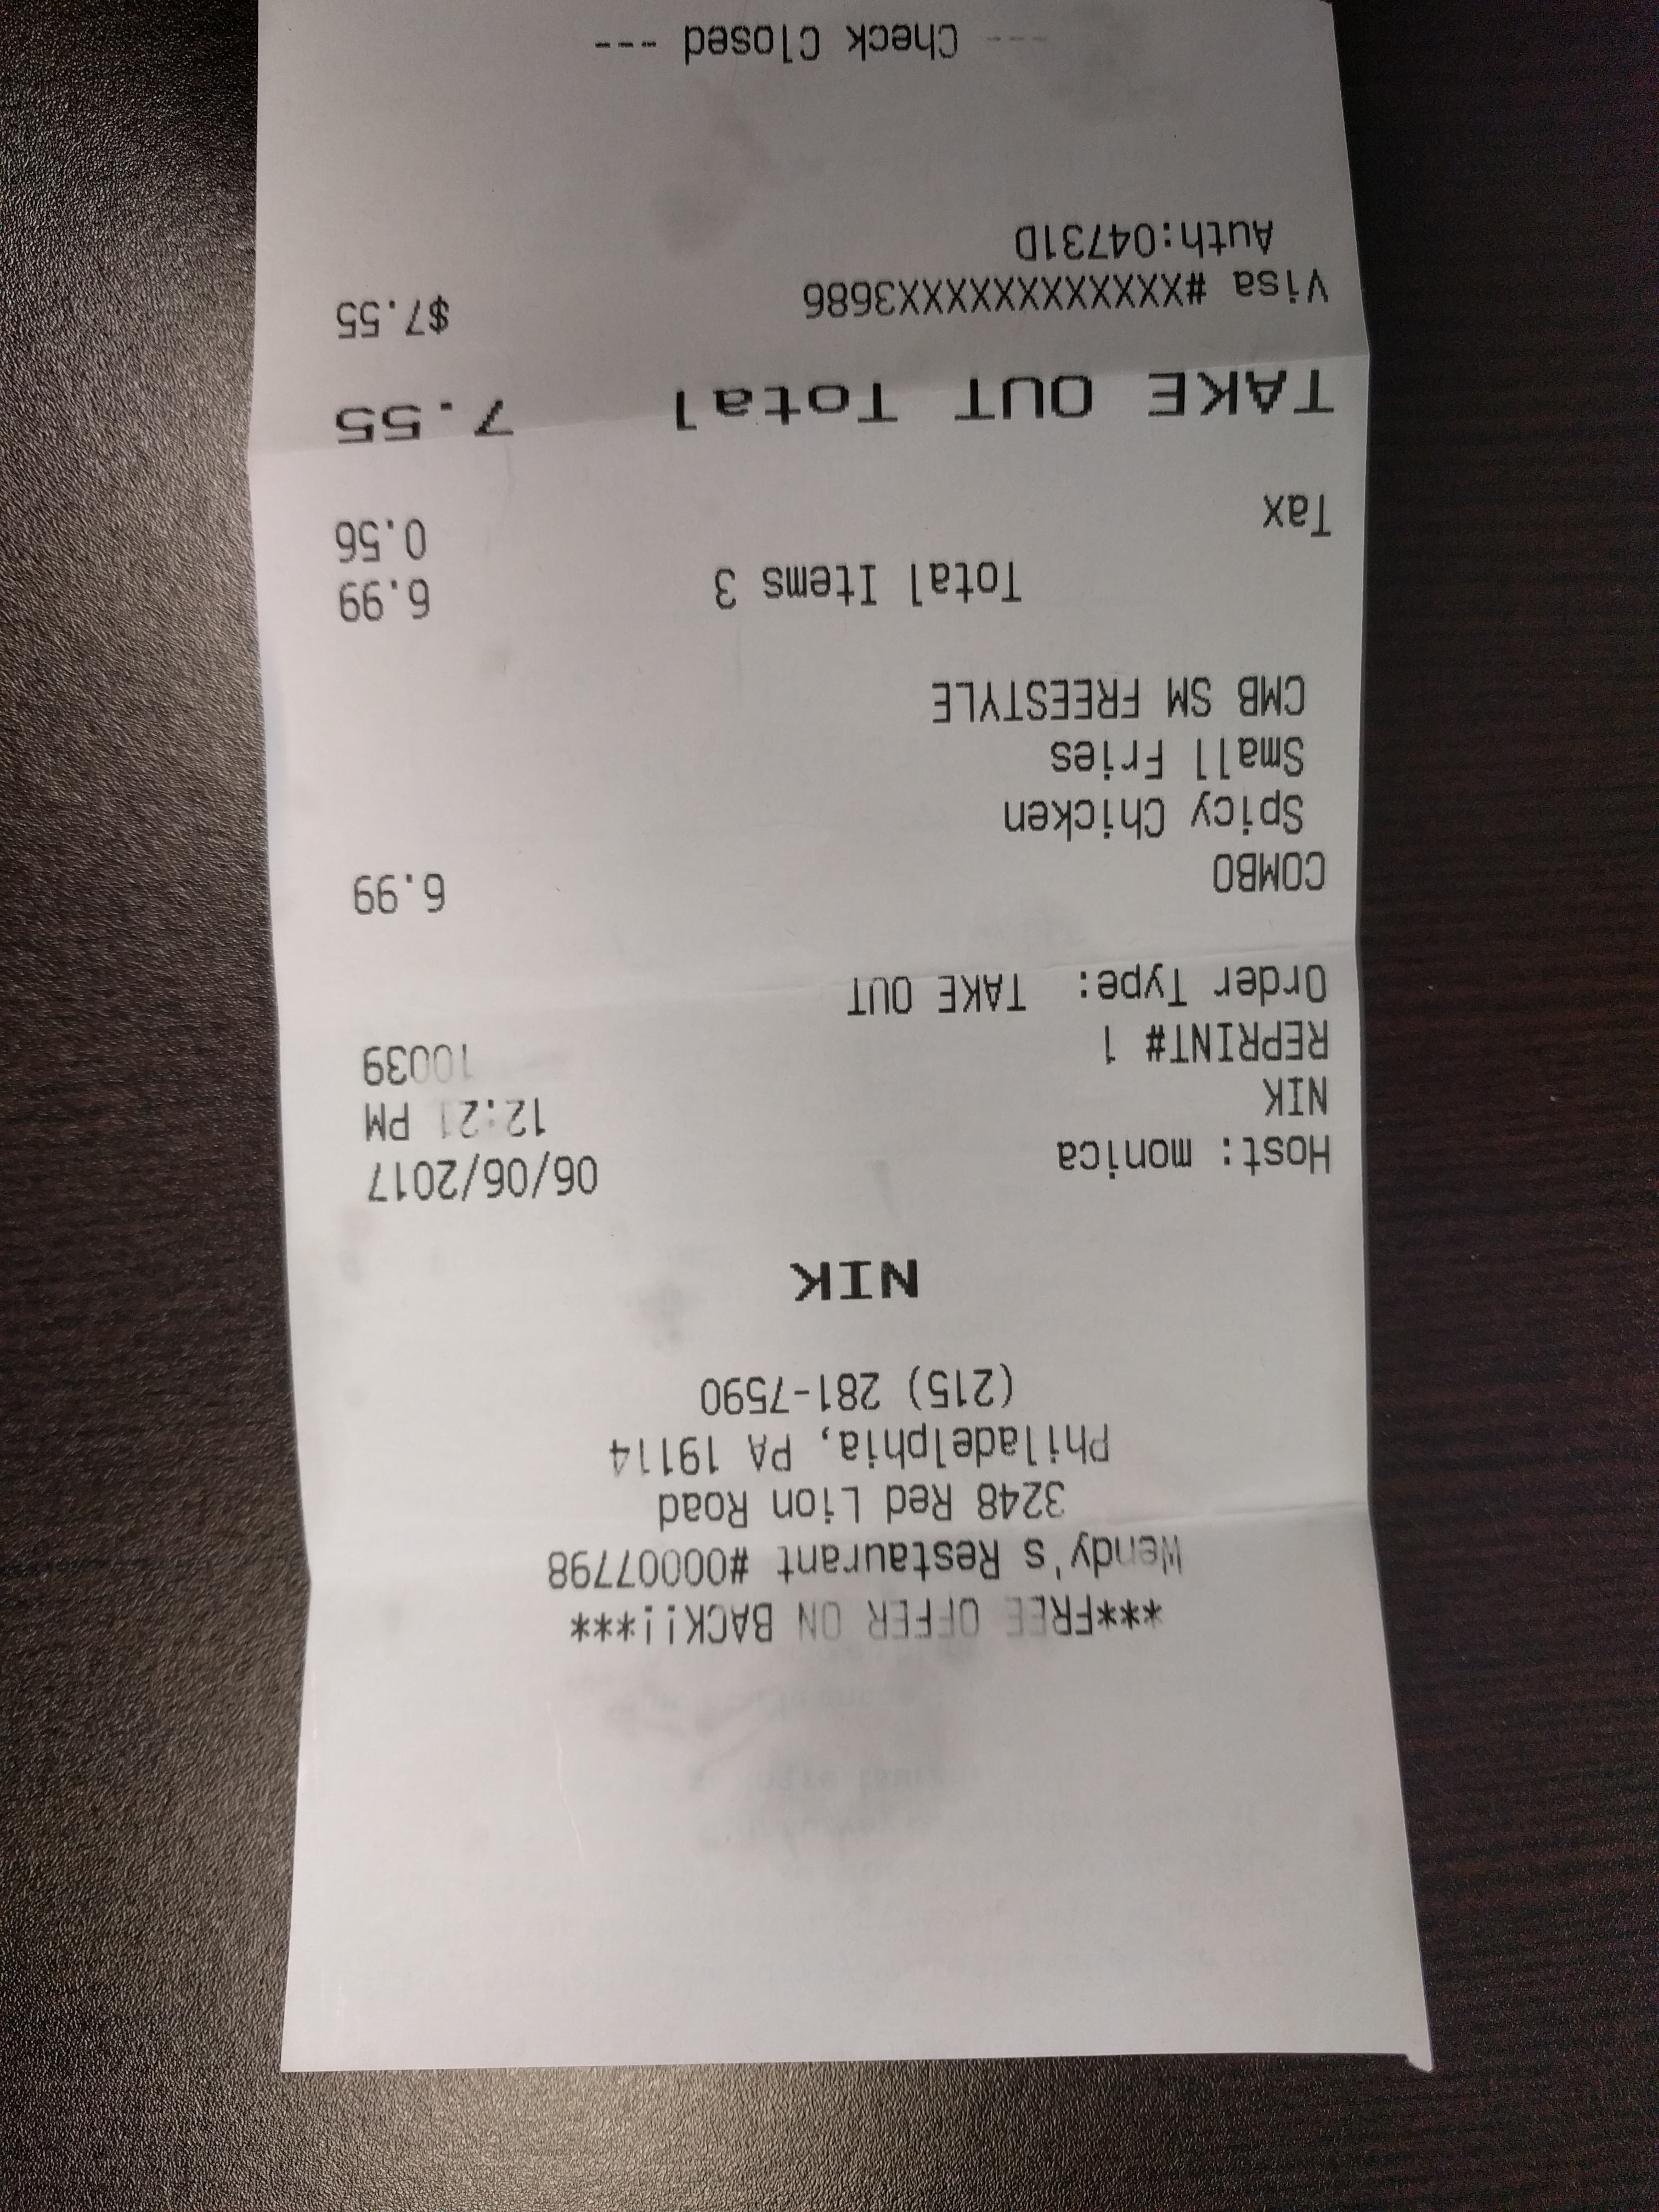 ***FREE OFFER ON BACK!!***
Wendy's Restaurant #00007798
3248 Red Lion Road
Philadelphia, PA 19114
(215) 281-7590
NIK
Host: monica 06/06/2017
NIK 12:21 PM
REPRINT# 1 10039
Order Type: TAKE OUT
COMBO 6.99
Spicy Chicken
Small Fries
CMB SM FREESTYLE
Total Items 3 6.99
Tax 0.56
TAKE OUT Total 7.55
Visa #XXXXXXXXXXXX3686 $7.55
Auth:04731D
--- Check Closed ---